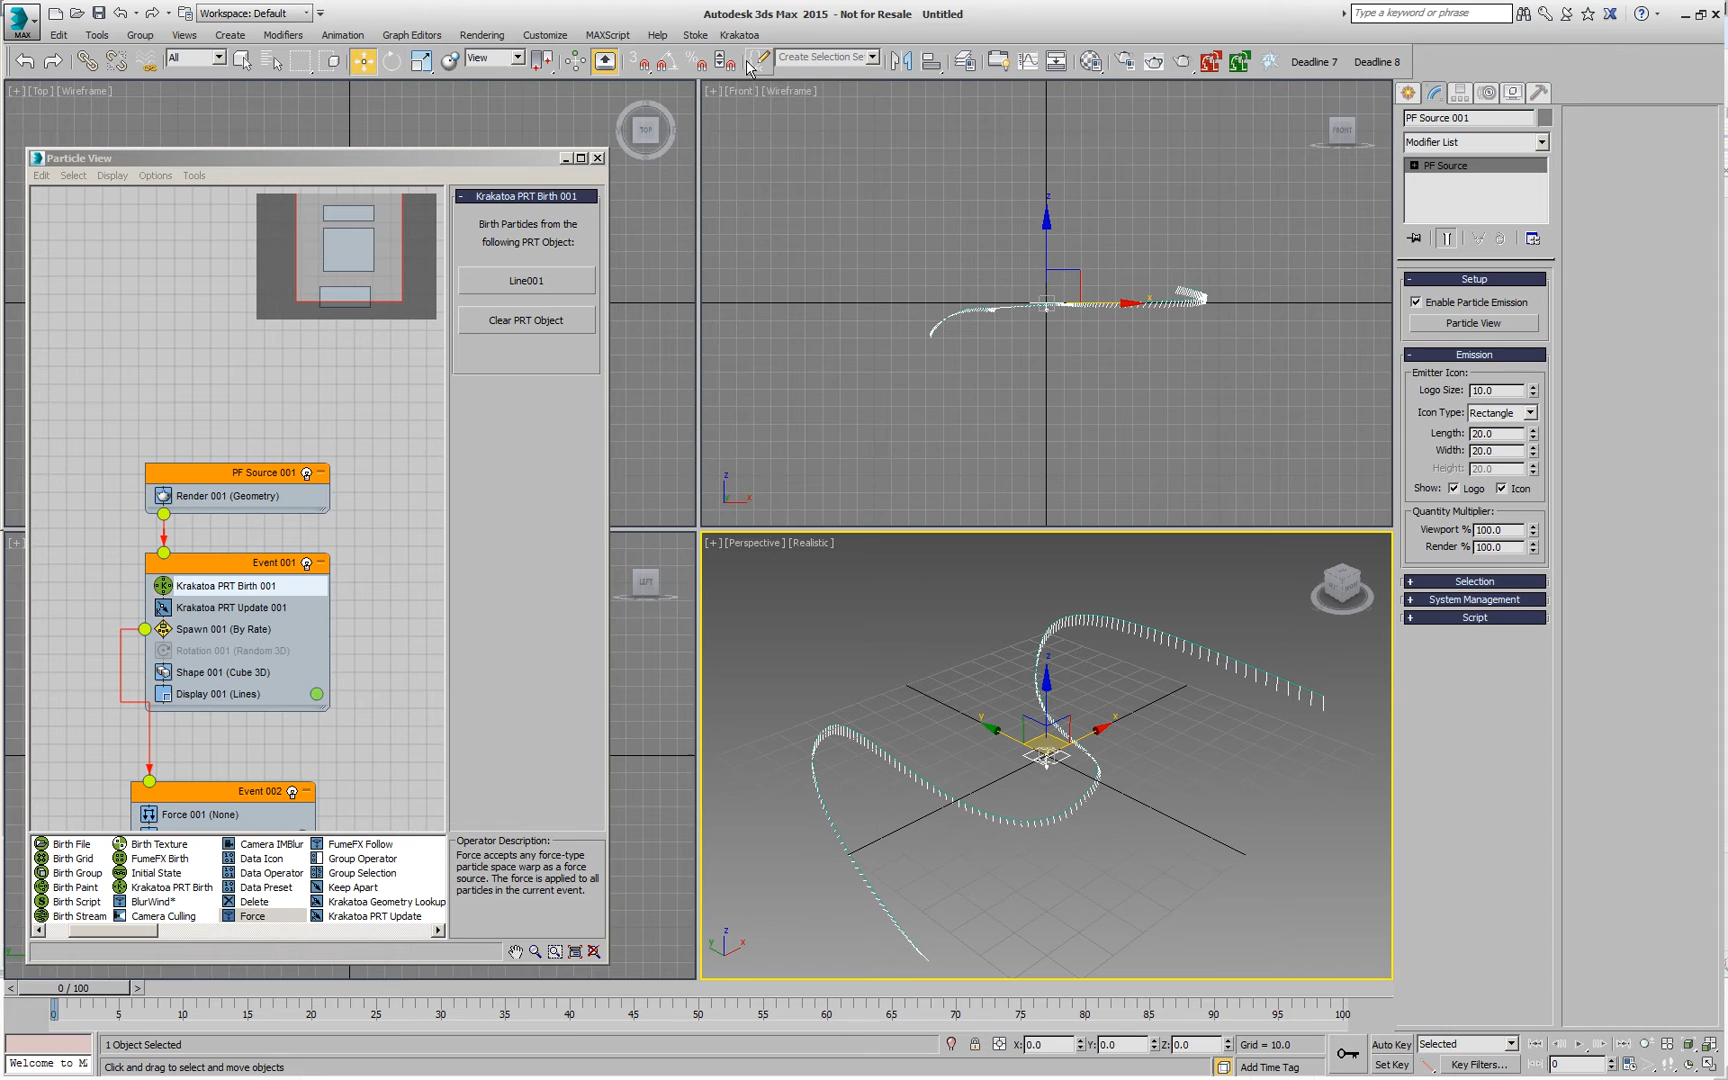 Workspace: Default
Autodesk 3ds Max 2015 - Not for Resale Untitled
Type a keyword or phrase
MAX
Edit Tools Group Views Create Modifiers Animation Graph Editors Rendering Customize MAXScript Help Stoke Krakatoa
All
View
3
Create Selection Se
Deadline 7
Deadline 8
[+] [Top] [Wireframe]
TOP
[+] [Front] [Wireframe]
FRONT
Particle View
Edit Select Display Options Tools
Krakatoa PRT Birth 001
Birth Particles from the
following PRT Object:
Line001
Clear PRT Object
PF Source 001
Render 001 (Geometry)
Event 001
Krakatoa PRT Birth 001
Krakatoa PRT Update 001
Spawn 001 (By Rate)
Rotation 001 (Random 3D)
Shape 001 (Cube 3D)
Display 001 (Lines)
Event 002
Force 001 (None)
Birth File
Birth Grid
Birth Group
Birth Paint
Birth Script
Birth Stream
Birth Texture
FumeFX Birth
Initial State
Krakatoa PRT Birth
BlurWind*
Camera Culling
Camera IMBlur
Data Icon
Data Operator
Data Preset
Delete
Force
FumeFX Follow
Group Operator
Group Selection
Keep Apart
Krakatoa Geometry Lookup
Krakatoa PRT Update
Operator Description:
Force accepts any force-type
particle space warp as a force
source. The force is applied to all
particles in the current event.
z
x
z
x
[+]
LEFT
[+] [Perspective] [Realistic]
z
y
x
z
y
x
PF Source 001
Modifier List
PF Source
Setup
Enable Particle Emission
Particle View
Emission
Emitter Icon:
Logo Size: 10.0
Icon Type: Rectangle
Length: 20.0
Width: 20.0
Height: 20.0
Show: Logo Icon
Quantity Multiplier:
Viewport % 100.0
Render % 100.0
Selection
System Management
Script
0 / 100
0 5 10 15 20 25 30 35 40 45 50 55 60 65 70 75 80 85 90 95 100
1 Object Selected
X: 0.0 Y: 0.0 Z: 0.0 Grid = 10.0
Auto Key Selected
Welcome to M
Click and drag to select and move objects
Add Time Tag
Set Key Key Filters...
0